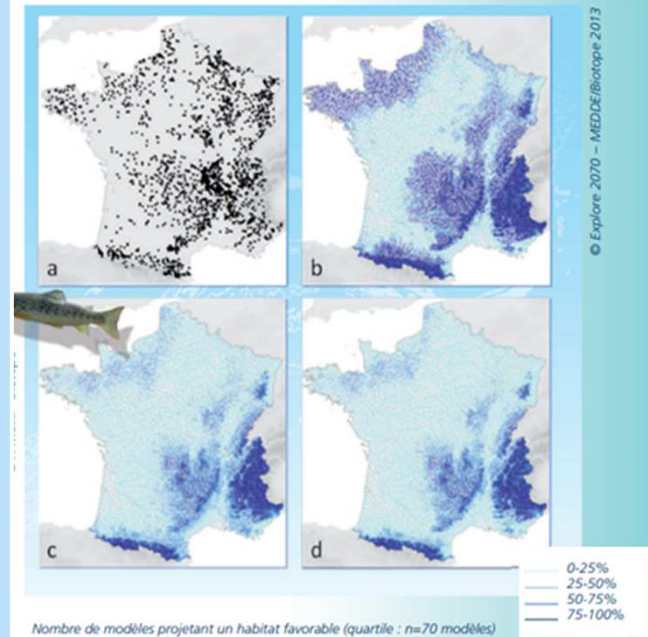 a
b
© Explore 2070 – MEDDE/Biotope 2013
c
d
0-25%
25-50%
50-75%
75-100%
Nombre de modèles projetant un habitat favorable (quartile : n=70 modèles)